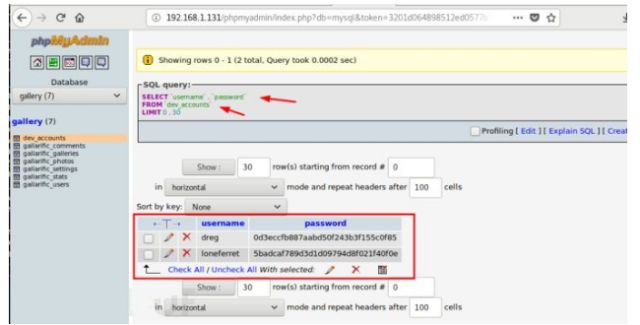 192.168.1.131/phpmyadmin/index.php?db=mysql&token=3201d064898512ed0577
phpMyAdmin
Database
gallery (7)
gallery (7)
dev_accounts
gallarific_comments
gallarific_galleries
gallarific_photos
gallarific_settings
gallarific_stats
gallarific_users
Showing rows 0 - 1 (2 total, Query took 0.0002 sec)
SQL query:
SELECT `username` , `password`
FROM `dev_accounts`
LIMIT 0 , 30
Profiling [ Edit ] [ Explain SQL ] [ Creat
Show : 30 row(s) starting from record # 0
in horizontal mode and repeat headers after 100 cells
Sort by key: None
←T→ username password
dreg 0d3eccfb887aabd50f243b3f155c0f85
loneferret 5badcaf789d3d1d09794d8f021f40f0e
Check All / Uncheck All With selected:
Show : 30 row(s) starting from record # 0
in horizontal mode and repeat headers after 100 cells